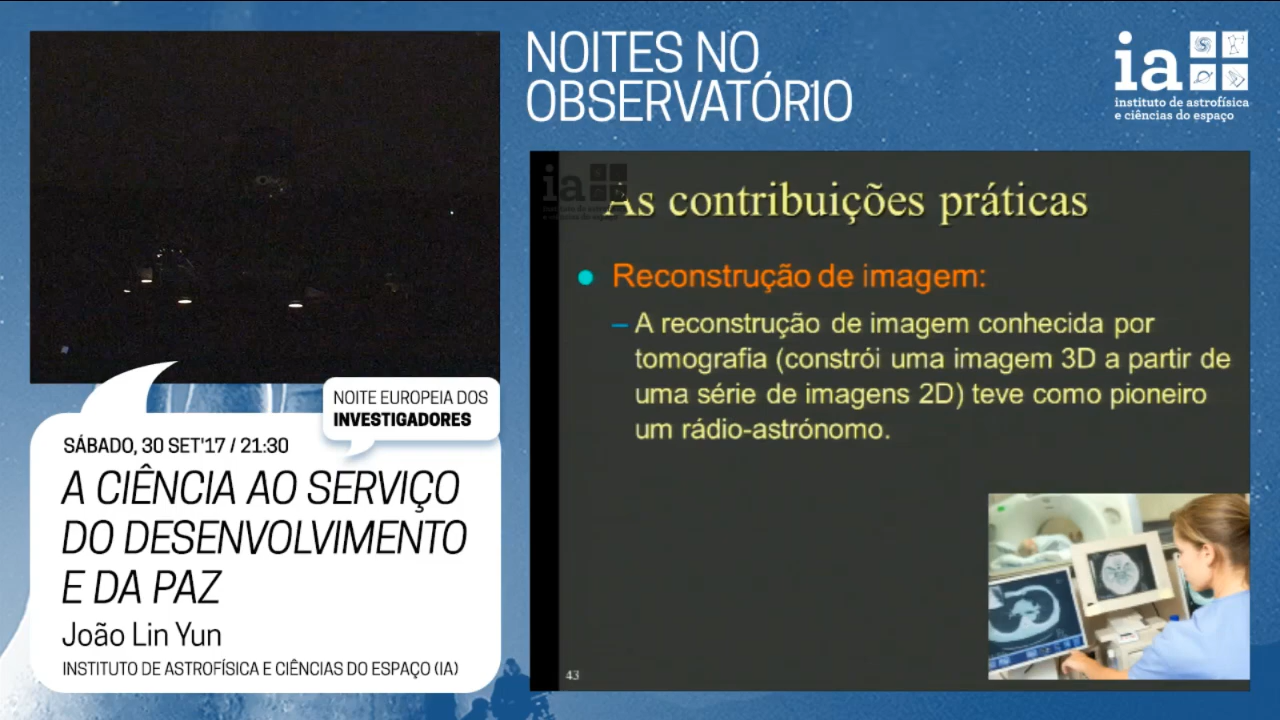 NOITES NO
OBSERVATÓRIO
ia
instituto de astrofísica
e ciências do espaço
ia
As contribuições práticas
Reconstrução de imagem:
– A reconstrução de imagem conhecida por
tomografia (constrói uma imagem 3D a partir de
uma série de imagens 2D) teve como pioneiro
um rádio-astrónomo.
43
NOITE EUROPEIA DOS
INVESTIGADORES
SÁBADO, 30 SET'17 / 21:30
A CIÊNCIA AO SERVIÇO
DO DESENVOLVIMENTO
E DA PAZ
João Lin Yun
INSTITUTO DE ASTROFÍSICA E CIÊNCIAS DO ESPAÇO (IA)